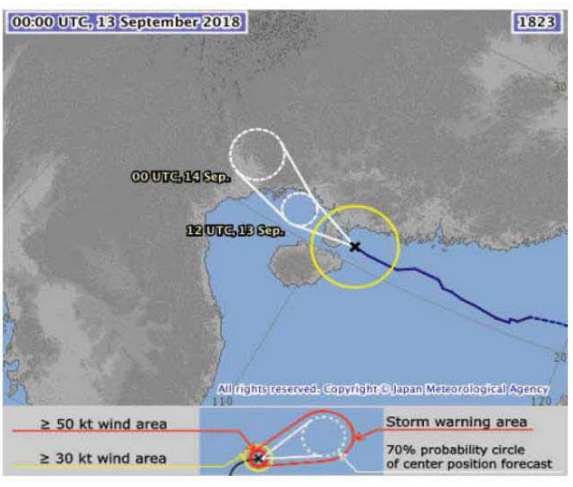 00:00 UTC, 13 September 2018
1823
30
00 UTC, 14 Sep.
12 UTC, 13 Sep.
20
All rights reserved. Copyright © Japan Meteorological Agency
110
120
≥ 50 kt wind area
Storm warning area
≥ 30 kt wind area
70% probability circle
of center position forecast